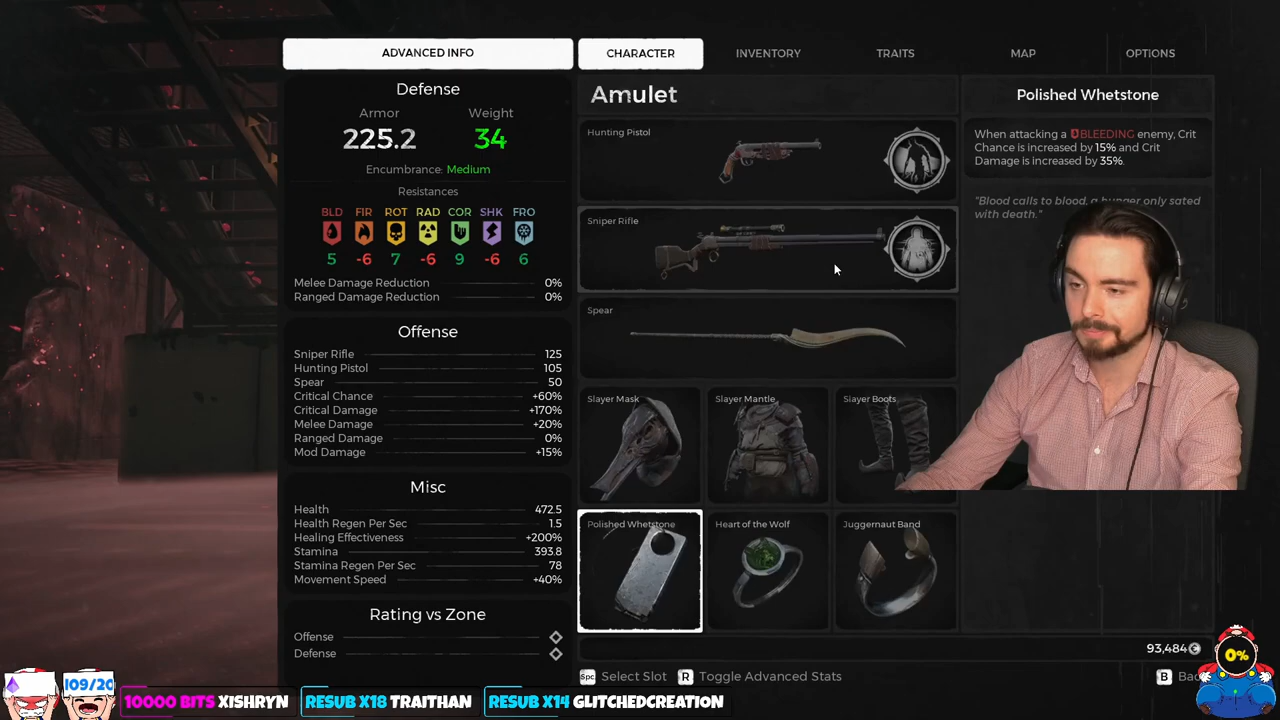 ADVANCED INFO
CHARACTER
INVENTORY
TRAITS
MAP
OPTIONS
Defense
Armor
Weight
225.2
34
Encumbrance: Medium
Resistances
BLD FIR ROT RAD COR SHK FRO
5 -6 7 -6 9 -6 6
Melee Damage Reduction 0%
Ranged Damage Reduction 0%
Offense
Sniper Rifle 125
Hunting Pistol 105
Spear 50
Critical Chance +60%
Critical Damage +170%
Melee Damage +20%
Ranged Damage 0%
Mod Damage +15%
Misc
Health 472.5
Health Regen Per Sec 1.5
Healing Effectiveness +200%
Stamina 393.8
Stamina Regen Per Sec 78
Movement Speed +40%
Rating vs Zone
Offense
Defense
Amulet
Hunting Pistol
Sniper Rifle
Spear
Slayer Mask
Slayer Mantle
Slayer Boots
Polished Whetstone
Heart of the Wolf
Juggernaut Band
Polished Whetstone
When attacking a BLEEDING enemy, Crit
Chance is increased by 15% and Crit
Damage is increased by 35%.
"Blood calls to blood, a hunger only sated
with death."
93,484
Spc. Select Slot
R Toggle Advanced Stats
B
109/20
10000 BITS XISHRYN
RESUB X18 TRAITHAN
RESUB X14 GLITCHEDCREATION
0%